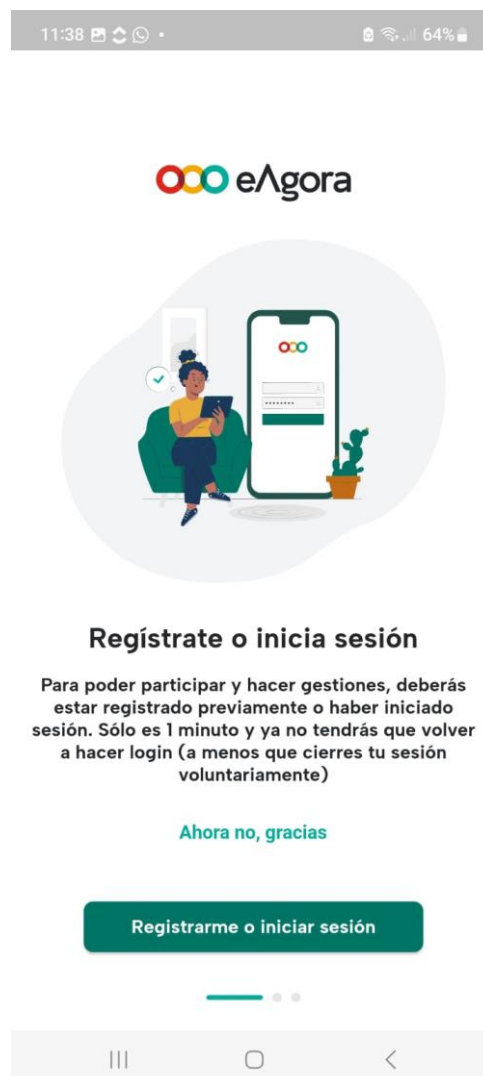 11:38
64%
eΛgora
Regístrate o inicia sesión
Para poder participar y hacer gestiones, deberás
estar registrado previamente o haber iniciado
sesión. Sólo es 1 minuto y ya no tendrás que volver
a hacer login (a menos que cierres tu sesión
voluntariamente)
Ahora no, gracias
Registrarme o iniciar sesión